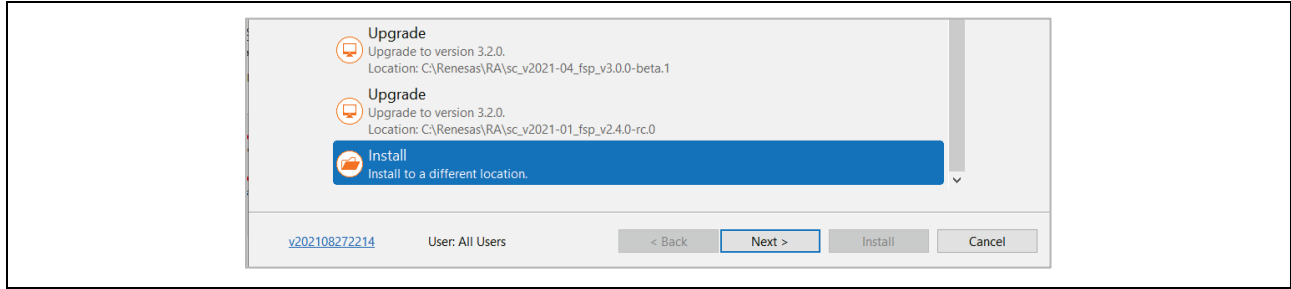 Upgrade
Upgrade to version 3.2.0.
Location: C:\Renesas\RA\sc_v2021-04_fsp_v3.0.0-beta.1
Upgrade
Upgrade to version 3.2.0.
Location: C:\Renesas\RA\sc_v2021-01_fsp_v2.4.0-rc.0
Install
Install to a different location.
v202108272214 User: All Users < Back Next > Install Cancel